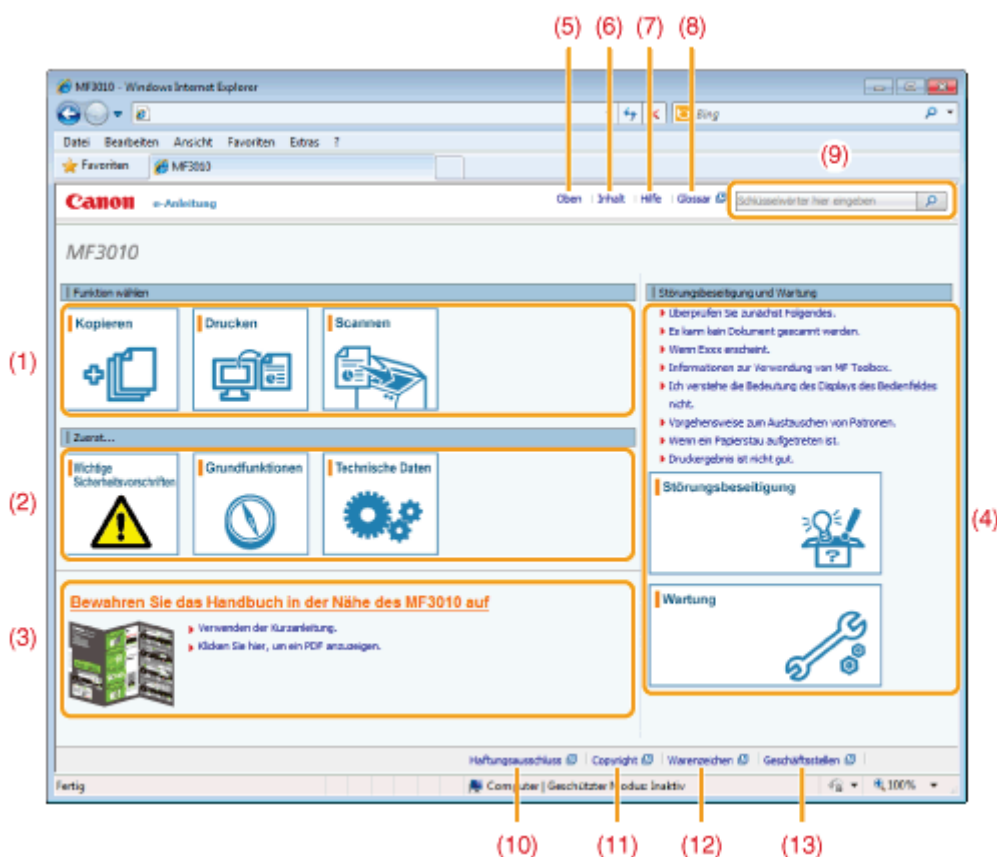 (5) (6) (7) (8)
MF3010 - Windows Internet Explorer
Bing
Datei Bearbeiten Ansicht Favoriten Extras ?
Favoriten MF3010
(9)
Canon e-Anleitung
Oben Inhalt Hilfe Glossar
Schlüsselwörter hier eingeben
MF3010
Funktion wählen
Störungsbeseitigung und Wartung
(1)
Kopieren
Drucken
Scannen
Überprüfen Sie zunächst Folgendes.
Es kann kein Dokument gescannt werden.
Wenn Exxx erscheint.
Informationen zur Verwendung von MF Toolbox.
Ich verstehe die Bedeutung des Displays des Bedienfeldes
nicht.
Vorgehensweise zum Austauschen von Patronen.
Wenn ein Papierstau aufgetreten ist.
Druckergebnis ist nicht gut.
Zuerst...
(2)
Wichtige
Sicherheitsvorschriften
Grundfunktionen
Technische Daten
Störungsbeseitigung
?
(4)
(3)
Bewahren Sie das Handbuch in der Nähe des MF3010 auf
Verwenden der Kurzanleitung.
Klicken Sie hier, um ein PDF anzuzeigen.
Wartung
Haftungsausschluss Copyright Warenzeichen Geschäftsstellen
Fertig
Computer | Geschützter Modus: Inaktiv
100%
(10) (11) (12) (13)